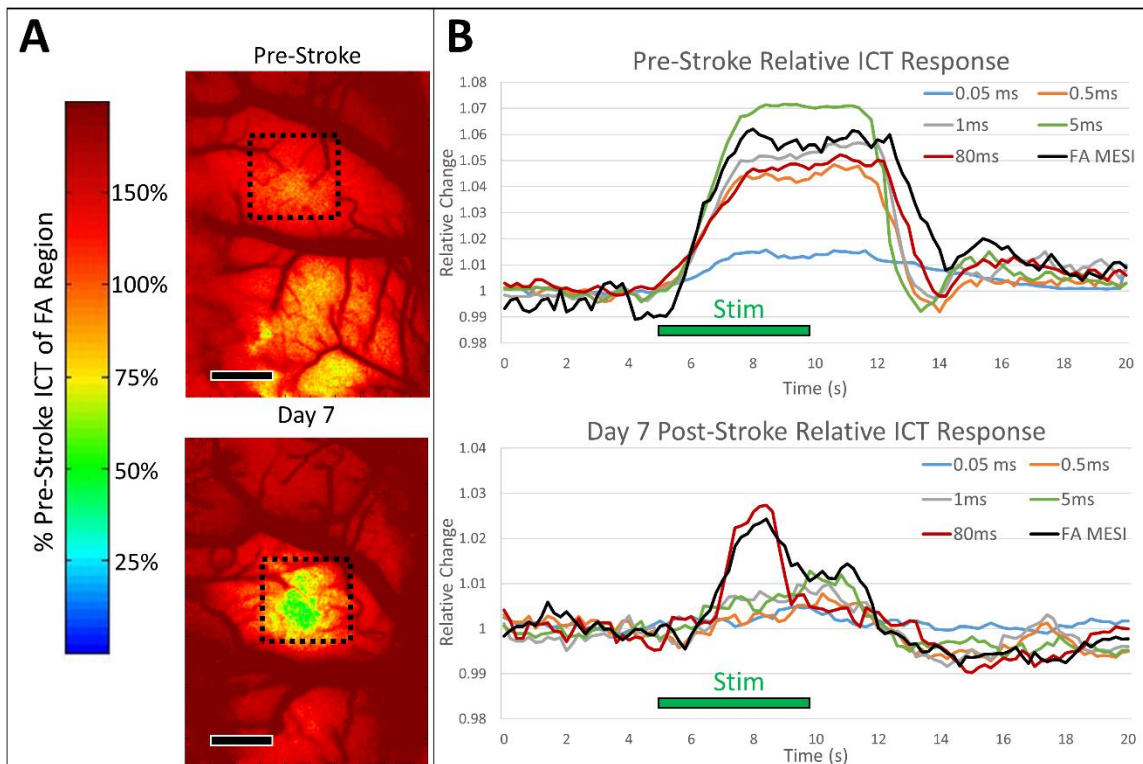 A
Pre-Stroke
% Pre-Stroke ICT of FA Region
150%
100%
75%
50%
25%
Day 7
B
Pre-Stroke Relative ICT Response
1.08
1.07
1.06
1.05
1.04
1.03
1.02
1.01
1
0.99
0.98
Relative Change
0.05 ms
0.5ms
1ms
5ms
80ms
FA MESI
Stim
0 2 4 6 8 10 12 14 16 18 20
Time (s)
Day 7 Post-Stroke Relative ICT Response
1.04
1.03
1.02
1.01
1
0.99
0.98
Relative Change
0.05 ms
0.5ms
1ms
5ms
80ms
FA MESI
Stim
0 2 4 6 8 10 12 14 16 18 20
Time (s)